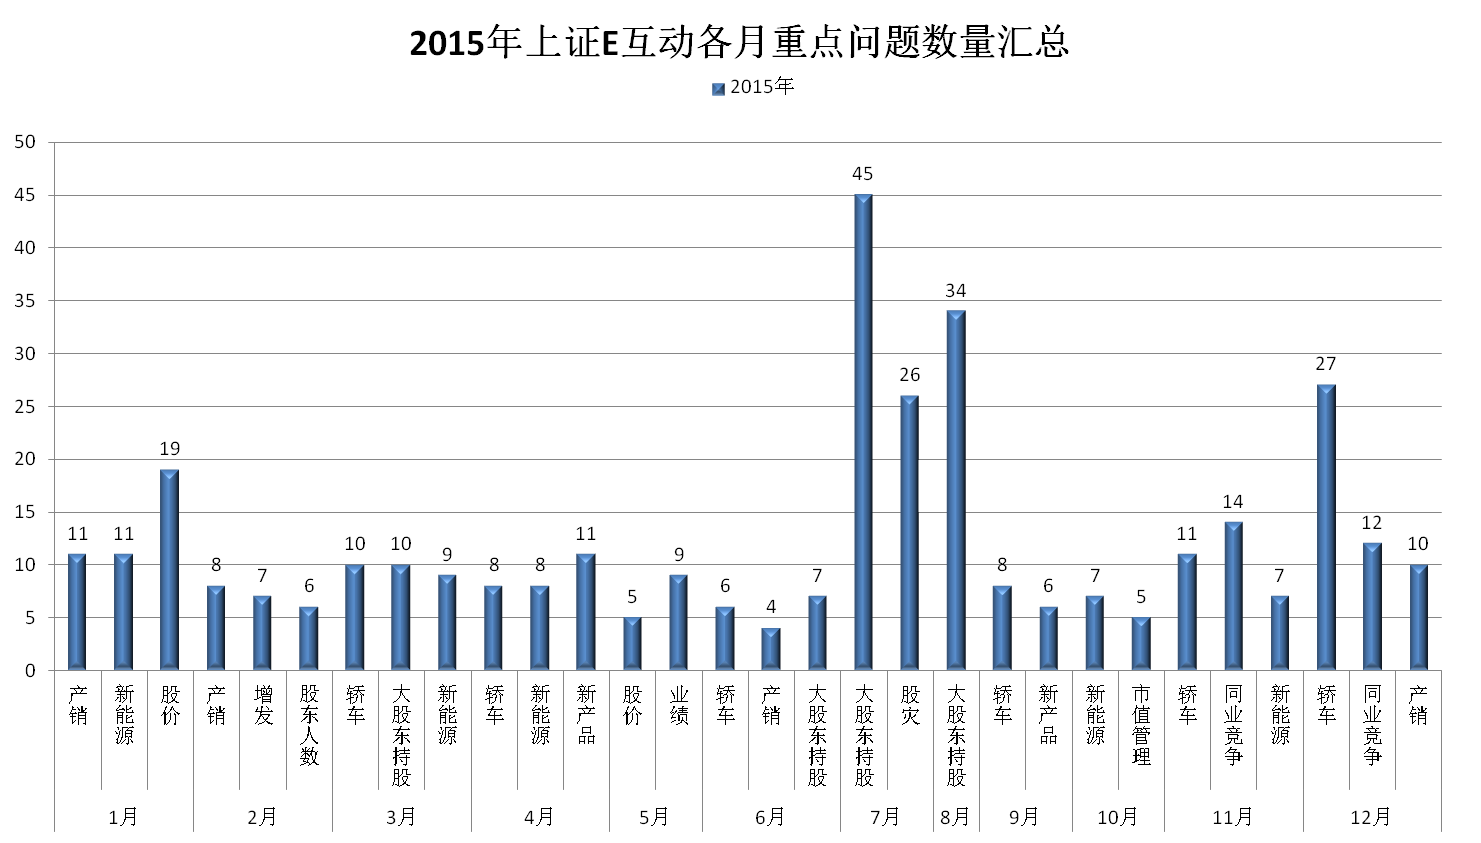 2015年上证E互动各月重点问题数量汇总
2015年
50
45
40
35
30
25
20
15
10
5
0
11
11
19
8
7
6
10
10
9
8
8
11
5
9
6
4
7
45
26
34
8
6
7
5
11
14
7
27
12
10
产销
新能源
股价
产销
增发
股东人数
轿车
大股东持股
新能源
轿车
新能源
新产品
股价
业绩
轿车
产销
大股东持股
大股东持股
股灾
大股东持股
轿车
新产品
新能源
市值管理
轿车
同业竞争
新能源
轿车
同业竞争
产销
1月
2月
3月
4月
5月
6月
7月
8月
9月
10月
11月
12月